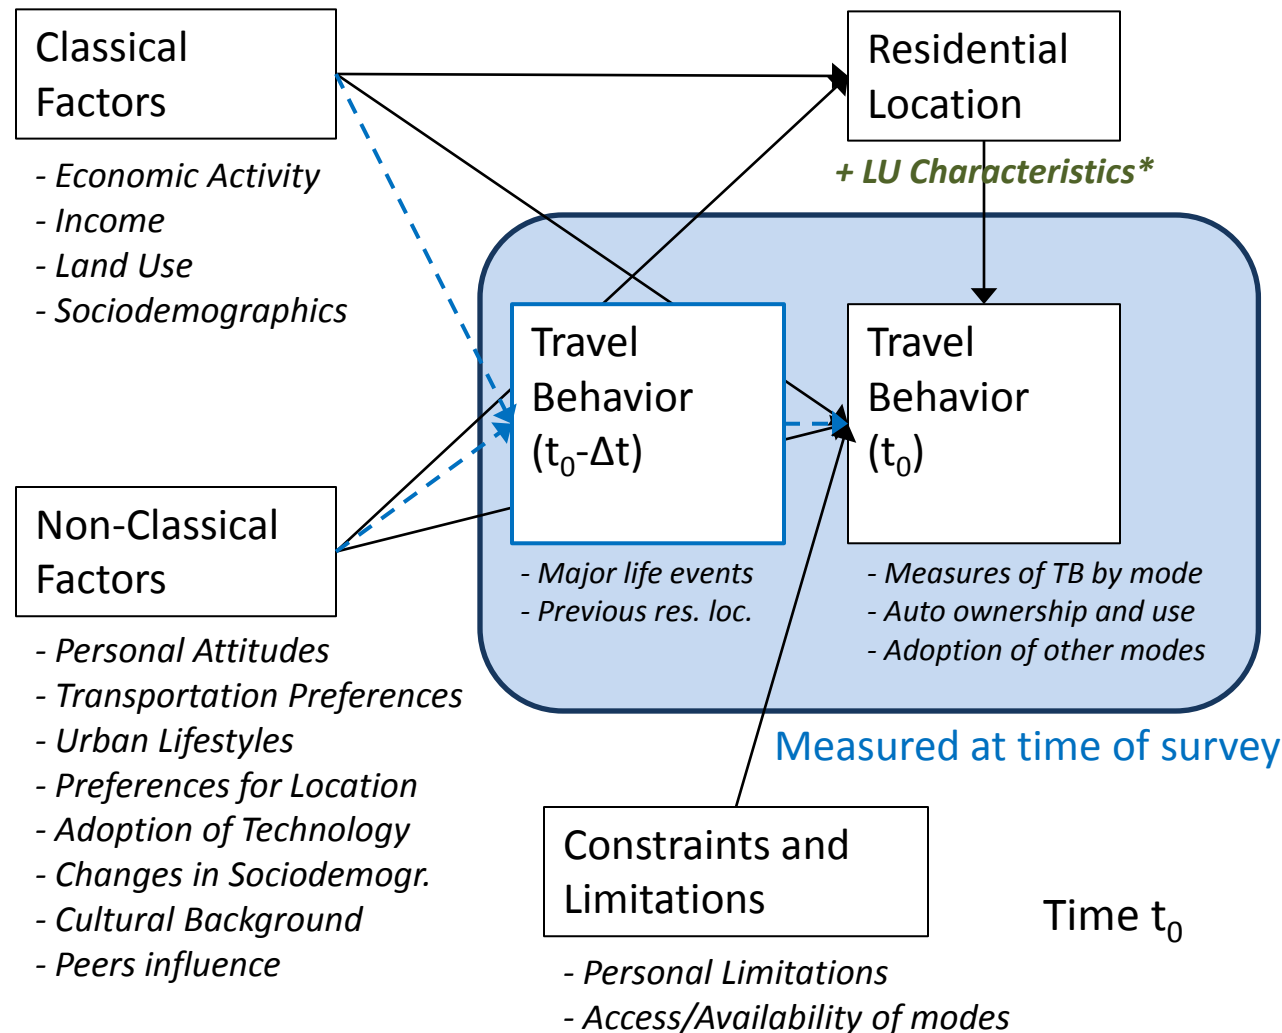 Classical
Factors
- Economic Activity
- Income
- Land Use
- Sociodemographics
Residential
Location
+ LU Characteristics*
Travel
Behavior
(t₀-Δt)
- Major life events
- Previous res. loc.
Travel
Behavior
(t₀)
- Measures of TB by mode
- Auto ownership and use
- Adoption of other modes
Measured at time of survey
Non-Classical
Factors
- Personal Attitudes
- Transportation Preferences
- Urban Lifestyles
- Preferences for Location
- Adoption of Technology
- Changes in Sociodemogr.
- Cultural Background
- Peers influence
Constraints and
Limitations
- Personal Limitations
- Access/Availability of modes
Time t₀